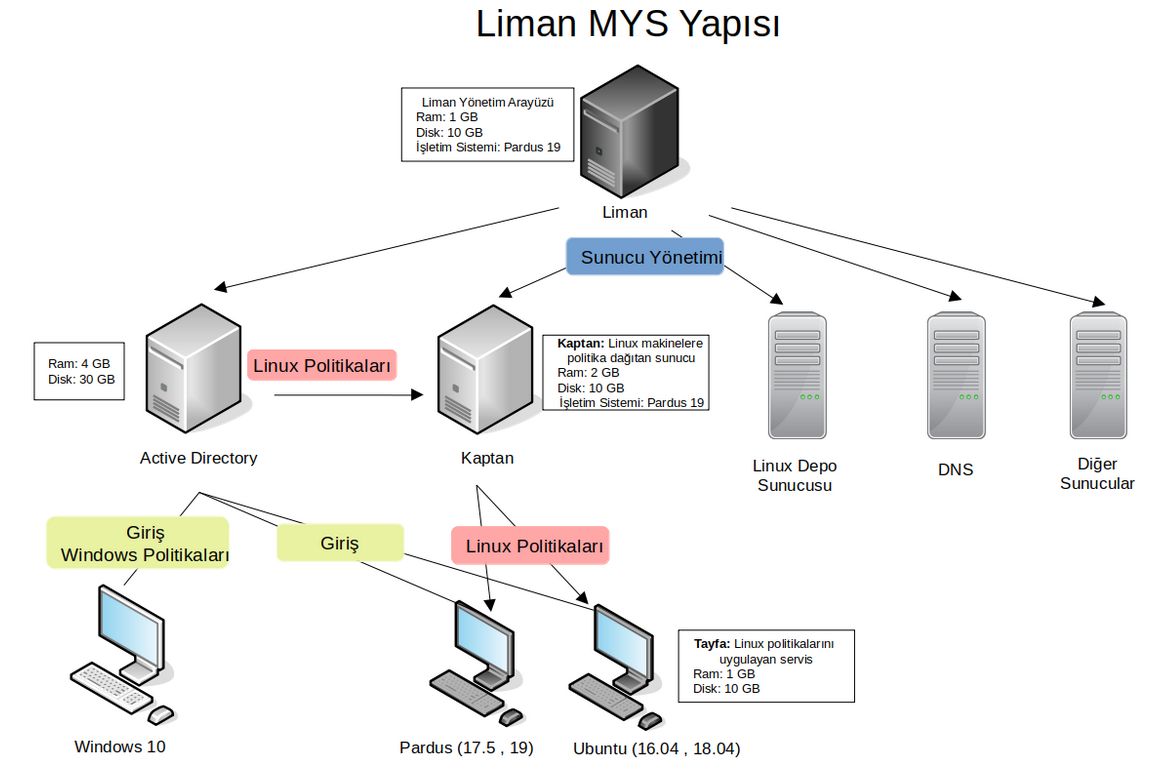 Liman MYS Yapısı
Liman Yönetim Arayüzü
Ram: 1 GB
Disk: 10 GB
İşletim Sistemi: Pardus 19
Liman
Sunucu Yönetimi
Ram: 4 GB
Disk: 30 GB
Linux Politikaları
Kaptan: Linux makinelere
politika dağıtan sunucu
Ram: 2 GB
Disk: 10 GB
İşletim Sistemi: Pardus 19
Active Directory
Kaptan
Linux Depo
Sunucusu
DNS
Diğer
Sunucular
Giriş
Windows Politikaları
Giriş
Linux Politikaları
Tayfa: Linux politikalarını
uygulayan servis
Ram: 1 GB
Disk: 10 GB
Windows 10
Pardus (17.5 , 19)
Ubuntu (16.04 , 18.04)